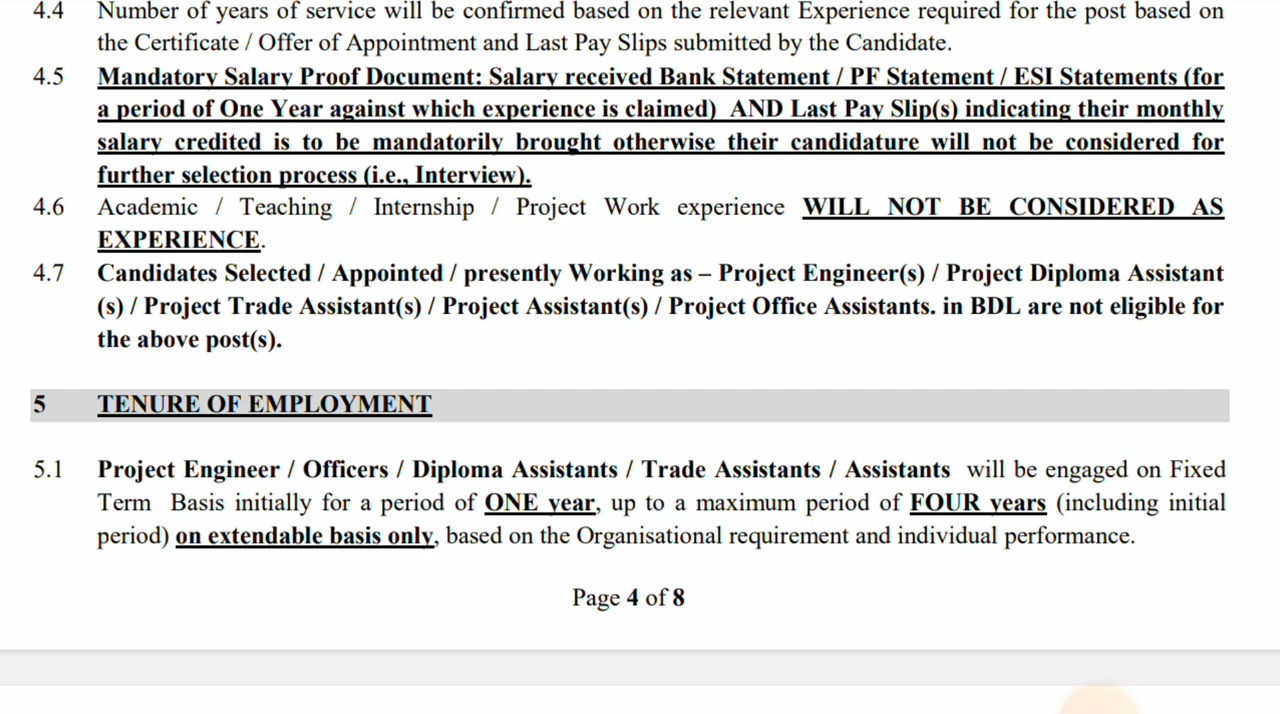 4.4 Number of years of service will be confirmed based on the relevant Experience required for the post based on
the Certificate / Offer of Appointment and Last Pay Slips submitted by the Candidate.
4.5 Mandatory Salary Proof Document: Salary received Bank Statement / PF Statement / ESI Statements (for
a period of One Year against which experience is claimed) AND Last Pay Slip(s) indicating their monthly
salary credited is to be mandatorily brought otherwise their candidature will not be considered for
further selection process (i.e., Interview).
4.6 Academic / Teaching / Internship / Project Work experience WILL NOT BE CONSIDERED AS
EXPERIENCE.
4.7 Candidates Selected / Appointed / presently Working as – Project Engineer(s) / Project Diploma Assistant
(s) / Project Trade Assistant(s) / Project Assistant(s) / Project Office Assistants. in BDL are not eligible for
the above post(s).
5 TENURE OF EMPLOYMENT
5.1 Project Engineer / Officers / Diploma Assistants / Trade Assistants / Assistants will be engaged on Fixed
Term Basis initially for a period of ONE year, up to a maximum period of FOUR years (including initial
period) on extendable basis only, based on the Organisational requirement and individual performance.
Page 4 of 8